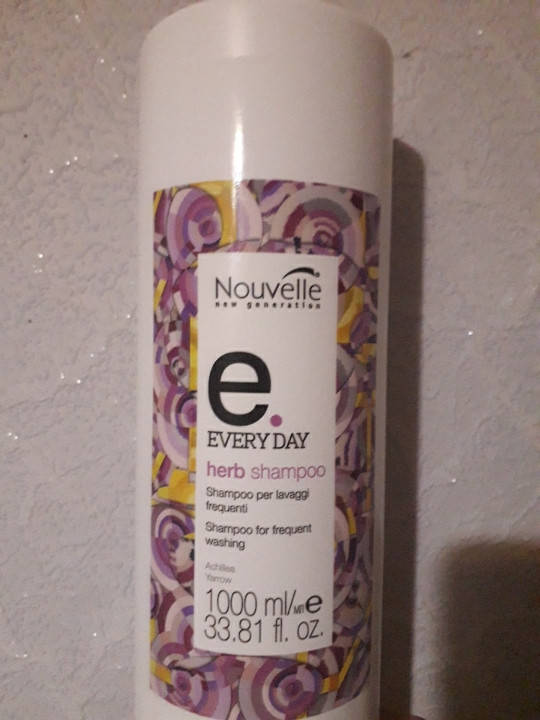 Nouvelle
new generation
e.
EVERY DAY
herb shampoo
Shampoo per lavaggi
frequenti
Shampoo for frequent
washing
Achillea
Yarrow
1000 ml/MIT e
33.81 fl. oz.